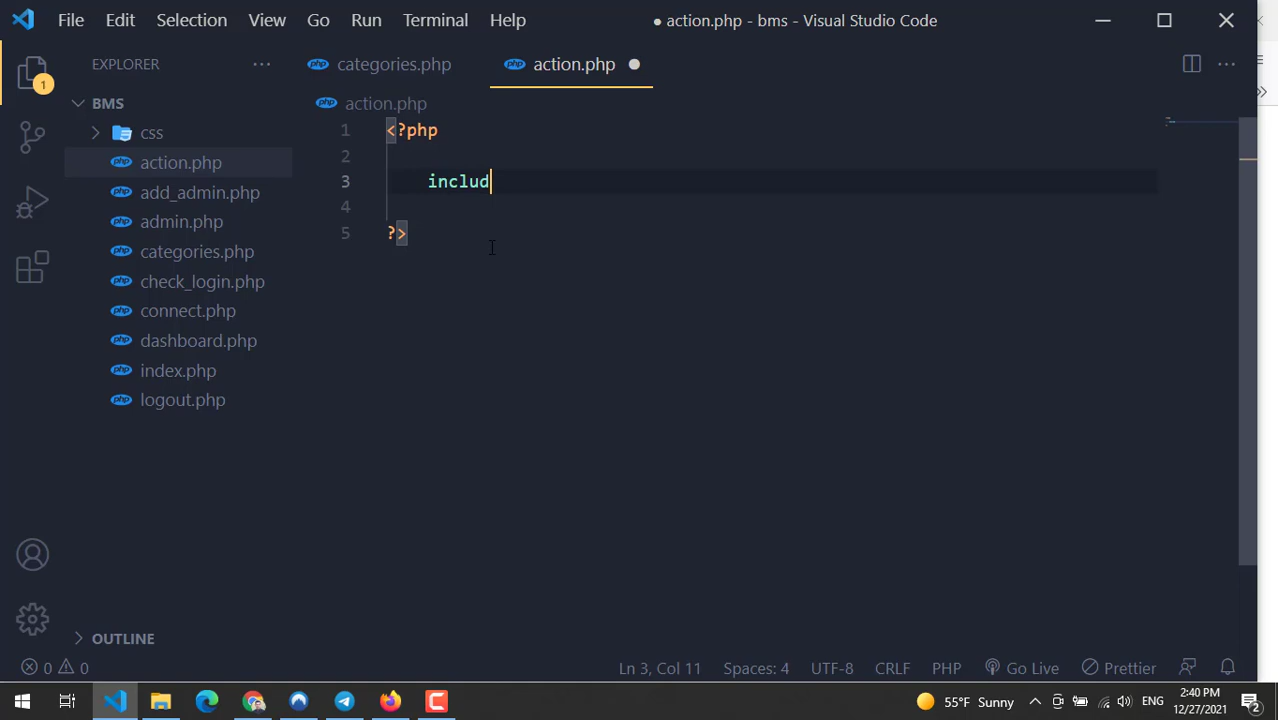 File Edit Selection View Go Run Terminal Help
● action.php - bms - Visual Studio Code
EXPLORER
categories.php
action.php
1
BMS
action.php
css
action.php
add_admin.php
admin.php
categories.php
check_login.php
connect.php
dashboard.php
index.php
logout.php
1 <?php
2
3 includ
4
5 ?>
OUTLINE
0 0
Ln 3, Col 11 Spaces: 4 UTF-8 CRLF PHP Go Live Prettier
55°F Sunny
ENG
2:40 PM
12/27/2021
2